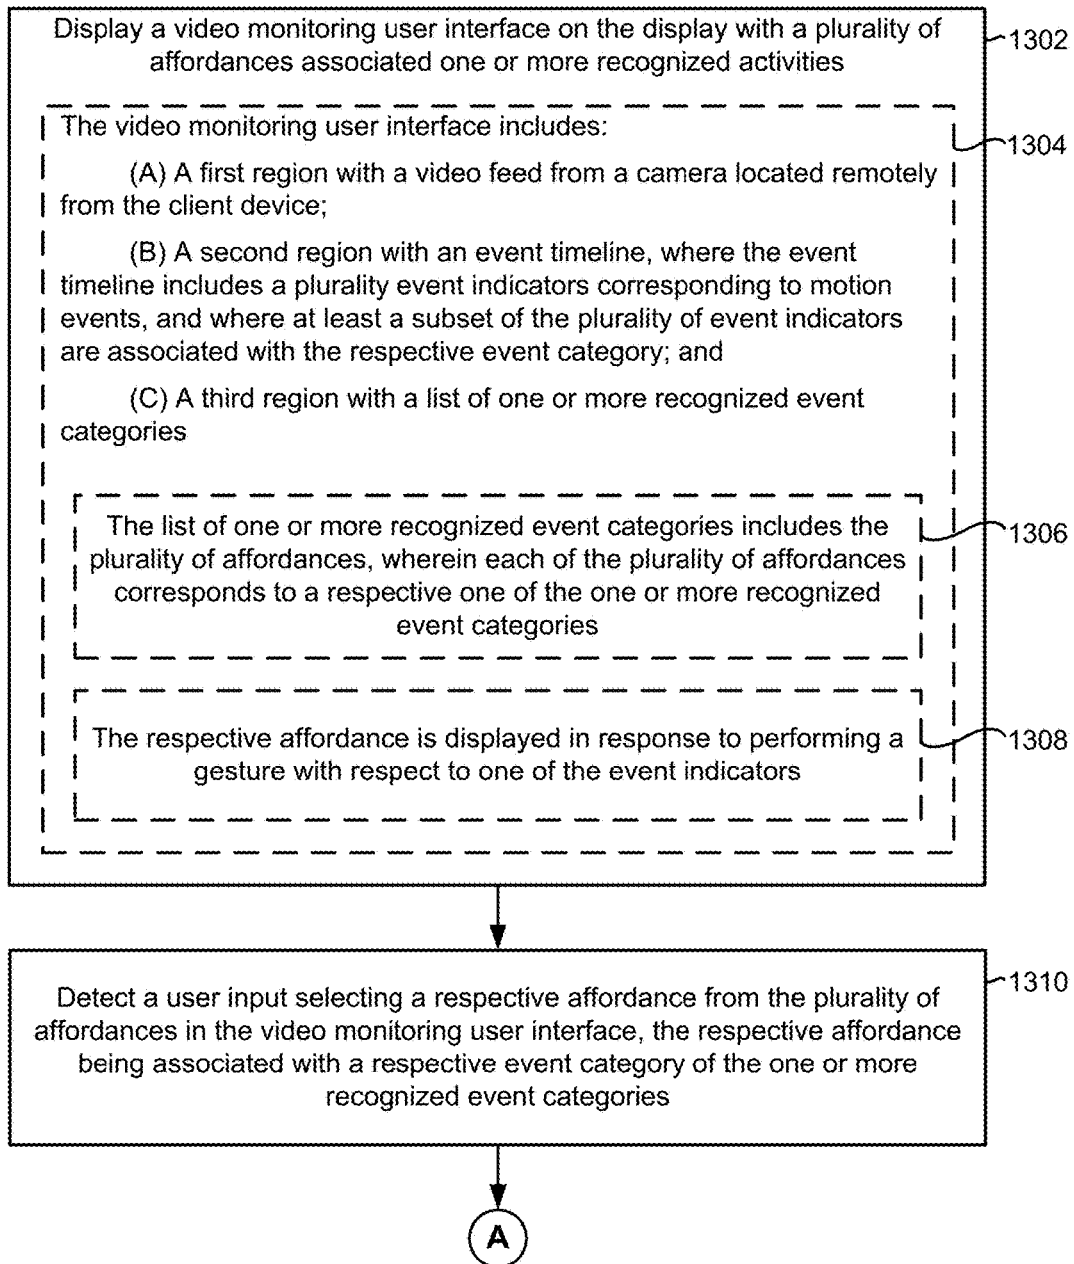 Display a video monitoring user interface on the display with a plurality of
affordances associated one or more recognized activities
1302
The video monitoring user interface includes:
1304
(A) A first region with a video feed from a camera located remotely
from the client device;
(B) A second region with an event timeline, where the event
timeline includes a plurality event indicators corresponding to motion
events, and where at least a subset of the plurality of event indicators
are associated with the respective event category; and
(C) A third region with a list of one or more recognized event
categories
The list of one or more recognized event categories includes the
plurality of affordances, wherein each of the plurality of affordances
corresponds to a respective one of the one or more recognized
event categories
1306
The respective affordance is displayed in response to performing a
gesture with respect to one of the event indicators
1308
Detect a user input selecting a respective affordance from the plurality of
affordances in the video monitoring user interface, the respective affordance
being associated with a respective event category of the one or more
recognized event categories
1310
A